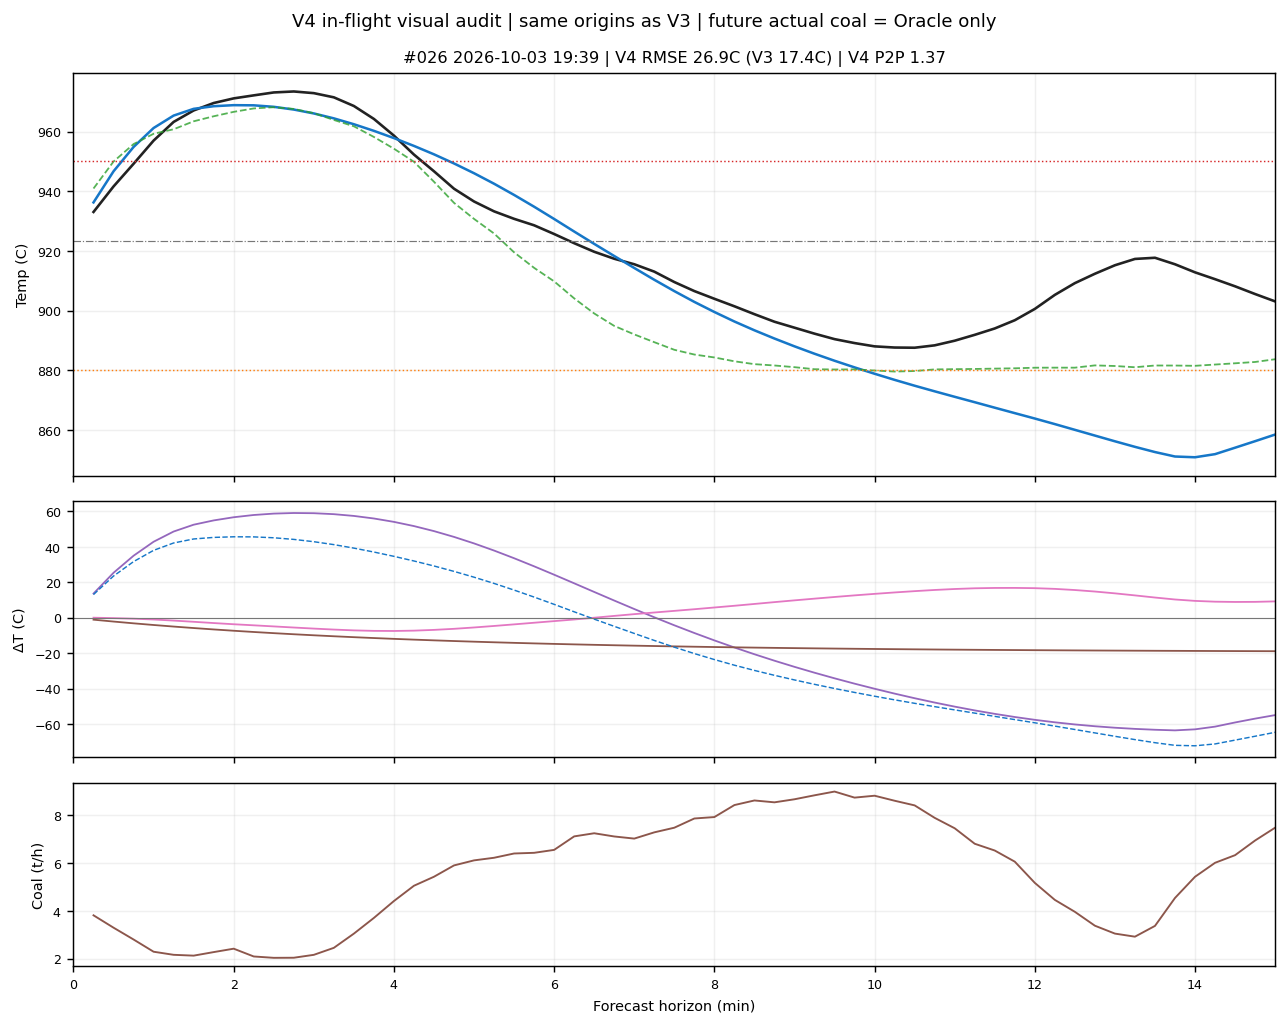 V4 in-flight visual audit | same origins as V3 | future actual coal = Oracle only
#026 2026-10-03 19:39 | V4 RMSE 26.9C (V3 17.4C) | V4 P2P 1.37
Temp (C)
960
940
920
900
880
860
ΔT (C)
60
40
20
0
−20
−40
−60
Coal (t/h)
8
6
4
2
0 2 4 6 8 10 12 14
Forecast horizon (min)